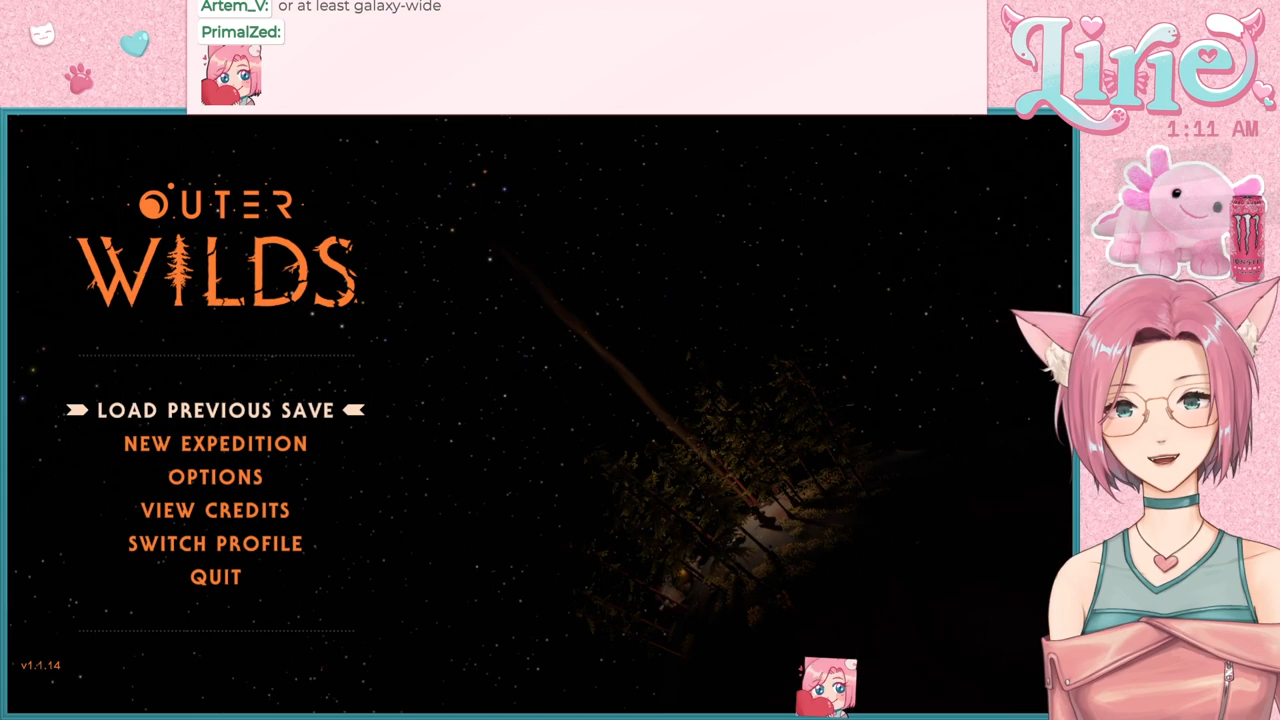 Artem_V: or at least galaxy-wide
PrimalZed:
Lirie
1:11 AM
OUTER
WILDS
LOAD PREVIOUS SAVE
NEW EXPEDITION
OPTIONS
VIEW CREDITS
SWITCH PROFILE
QUIT
v1.1.14